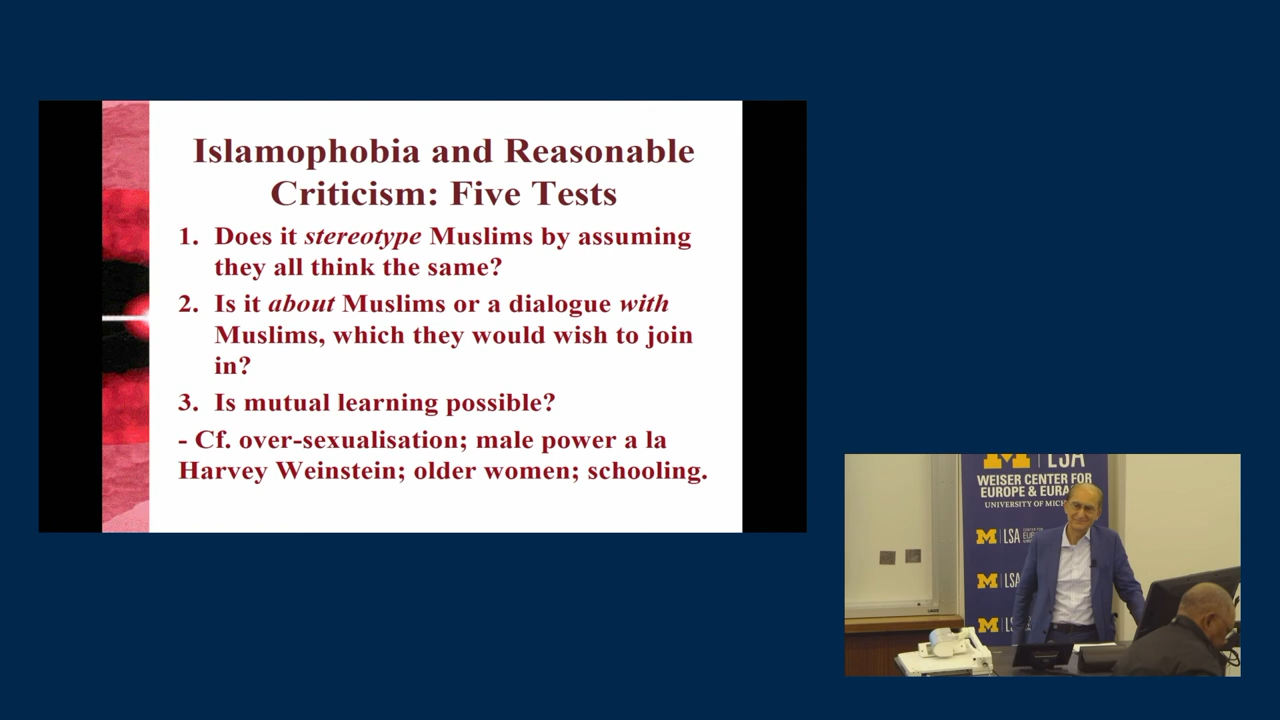 Islamophobia and Reasonable
Criticism: Five Tests
1. Does it stereotype Muslims by assuming
they all think the same?
2. Is it about Muslims or a dialogue with
Muslims, which they would wish to join
in?
3. Is mutual learning possible?
- Cf. over-sexualisation; male power a la
Harvey Weinstein; older women; schooling.
M LSA
WEISER CENTER FOR
EUROPE & EURA
UNIVERSITY OF MICH
M LSA
M LSA
M